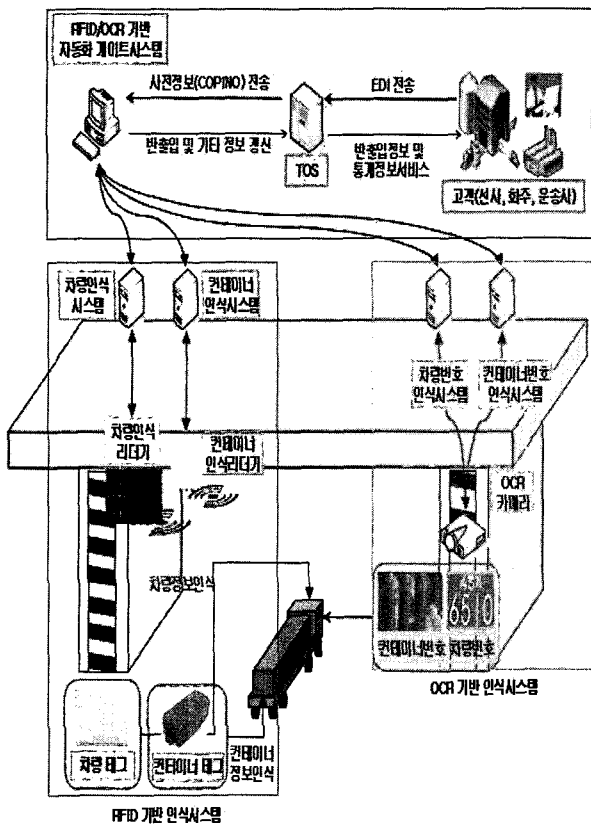 RFID/OCR 기반
자동화 게이트시스템
사전정보(COPINO) 전송
EDI 전송
반출입 및 기타 정보 갱신
TOS
반출입정보 및
통계정보서비스
고객(선사, 화주, 운송사)
차량인식
시스템
컨테이너
인식시스템
차량번호
인식시스템
컨테이너번호
인식시스템
차량인식
리더기
컨테이너
인식리더기
OCR
카메라
차량정보인식
65 0
컨테이너번호
차량번호
OCR 기반 인식시스템
차량 태그
컨테이너 태그
컨테이너
정보인식
RFID 기반 인식시스템